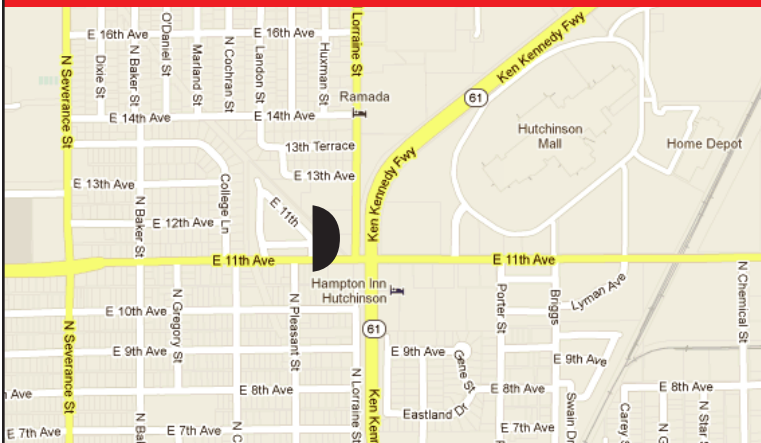 E 16th Ave
E 16th Ave
Lorraine St
Ken Kennedy Fwy
O'Daniel St
N Severance St
Dixie St
N Baker St
Marland St
N Cochran St
Landon St
Huxman St
Ramada
61
E 14th Ave
E 14th Ave
Hutchinson
Mall
Home Depot
13th Terrace
E 13th Ave
E 13th Ave
College Ln
Ken Kennedy Fwy
N Baker St
E 12th Ave
E 11th
E 11th Ave
E 11th Ave
Hampton Inn
Hutchinson
N Gregory St
N Pleasant St
Porter St
Briggs
Lyman Ave
N Chemical St
E 10th Ave
N Severance St
61
E 9th Ave
E 9th Ave
Gene St
E 9th Ave
Ave
E 8th Ave
N Lorraine St
Ken Kenn
E 8th Ave
E 8th Ave
Eastland Dr
Swain Dr
Carey S
N G
N Star
E 7th Ave
N Bal
E 7th Ave
N C
E 7th Ave